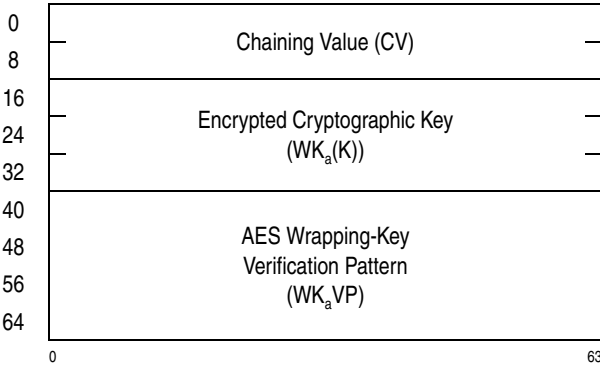 0
8
16
24
32
40
48
56
64
Chaining Value (CV)
Encrypted Cryptographic Key
(WKa(K))
AES Wrapping-Key
Verification Pattern
(WKaVP)
0 63